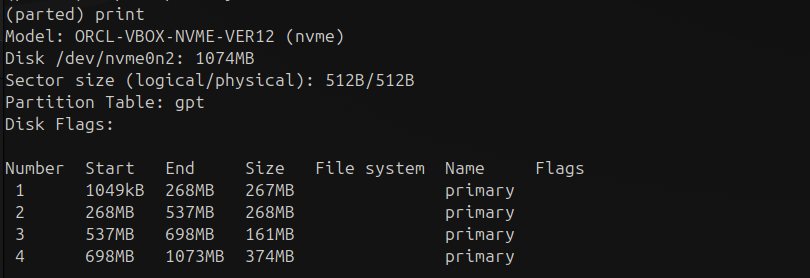 (parted) print
Model: ORCL-VBOX-NVME-VER12 (nvme)
Disk /dev/nvme0n2: 1074MB
Sector size (logical/physical): 512B/512B
Partition Table: gpt
Disk Flags:

Number  Start   End     Size   File system  Name     Flags
 1      1049kB  268MB   267MB               primary
 2      268MB   537MB   268MB               primary
 3      537MB   698MB   161MB               primary
 4      698MB   1073MB  374MB               primary